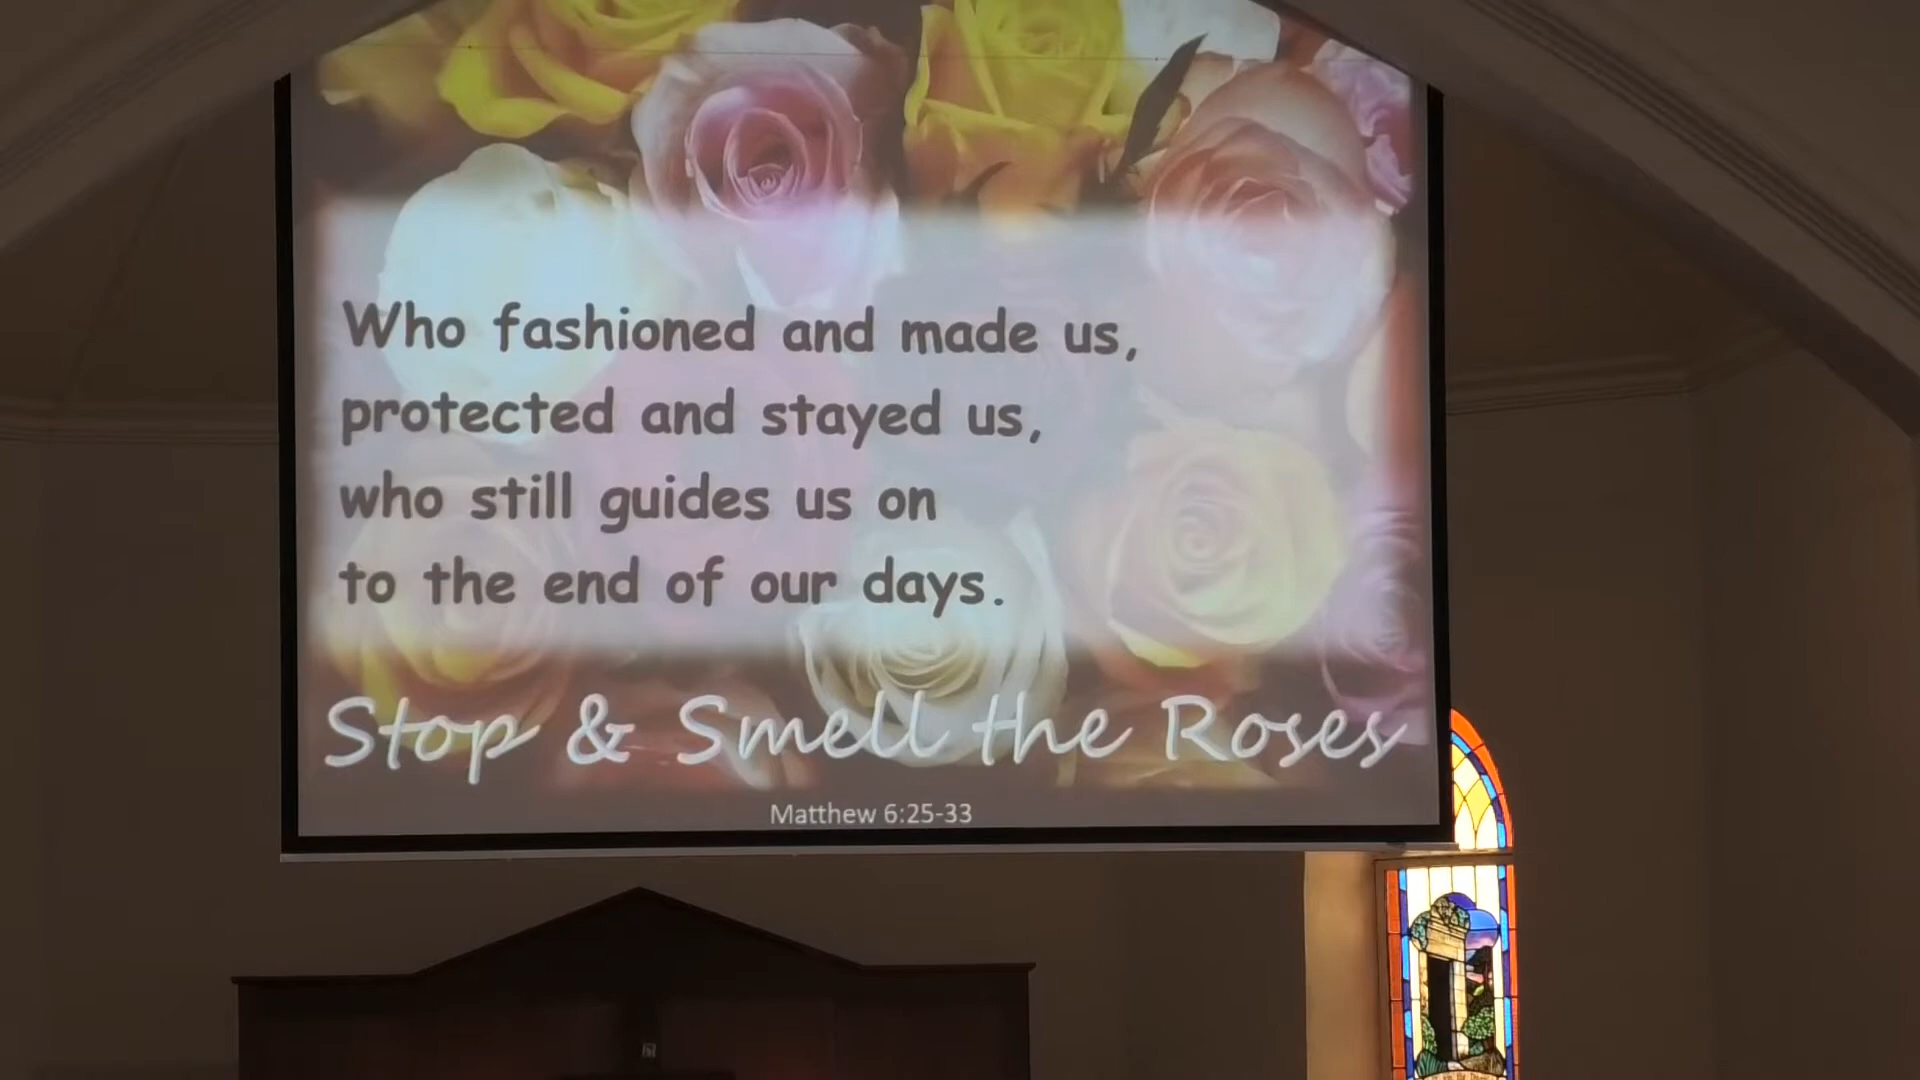 Who fashioned and made us,
protected and stayed us,
who still guides us on
to the end of our days.
Stop & Smell the Roses
Matthew 6:25-33